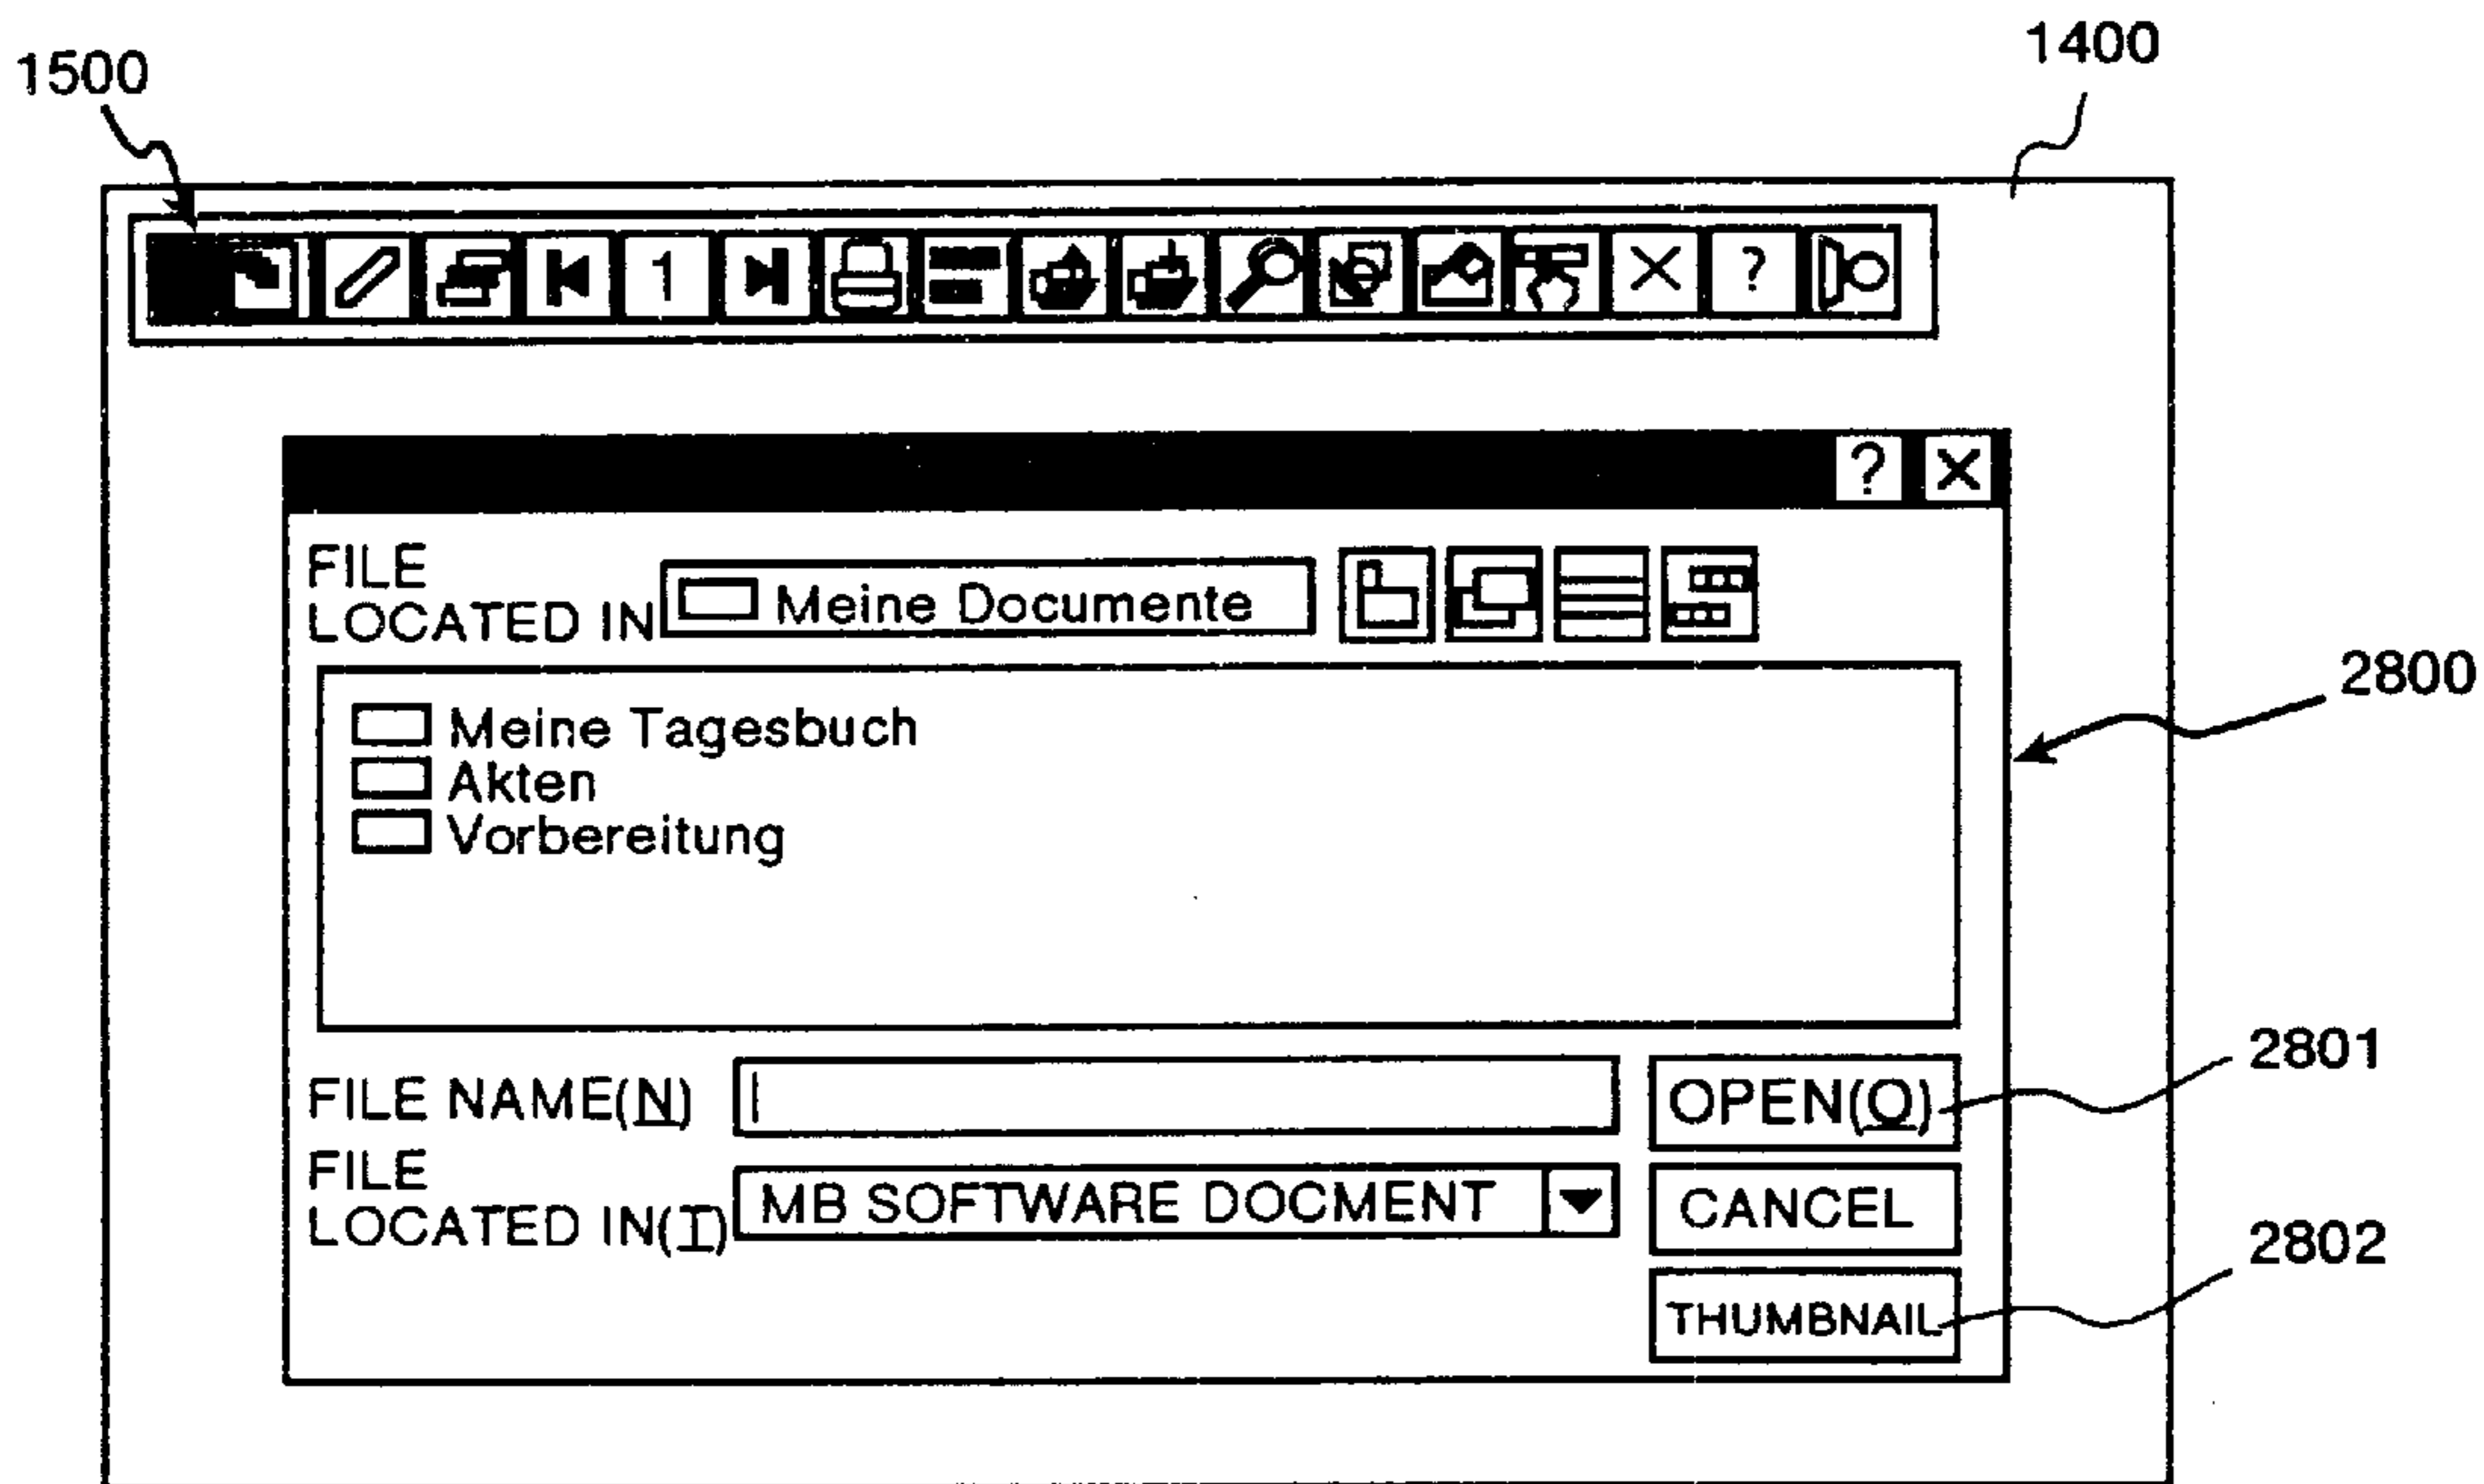 1500
1400
1
?
? X
FILE
LOCATED IN
Meine Documente
2800
Meine Tagesbuch
Akten
Vorbereitung
2801
FILE NAME(N)
OPEN(O)
FILE
LOCATED IN(I)
MB SOFTWARE DOCMENT
CANCEL
2802
THUMBNAIL